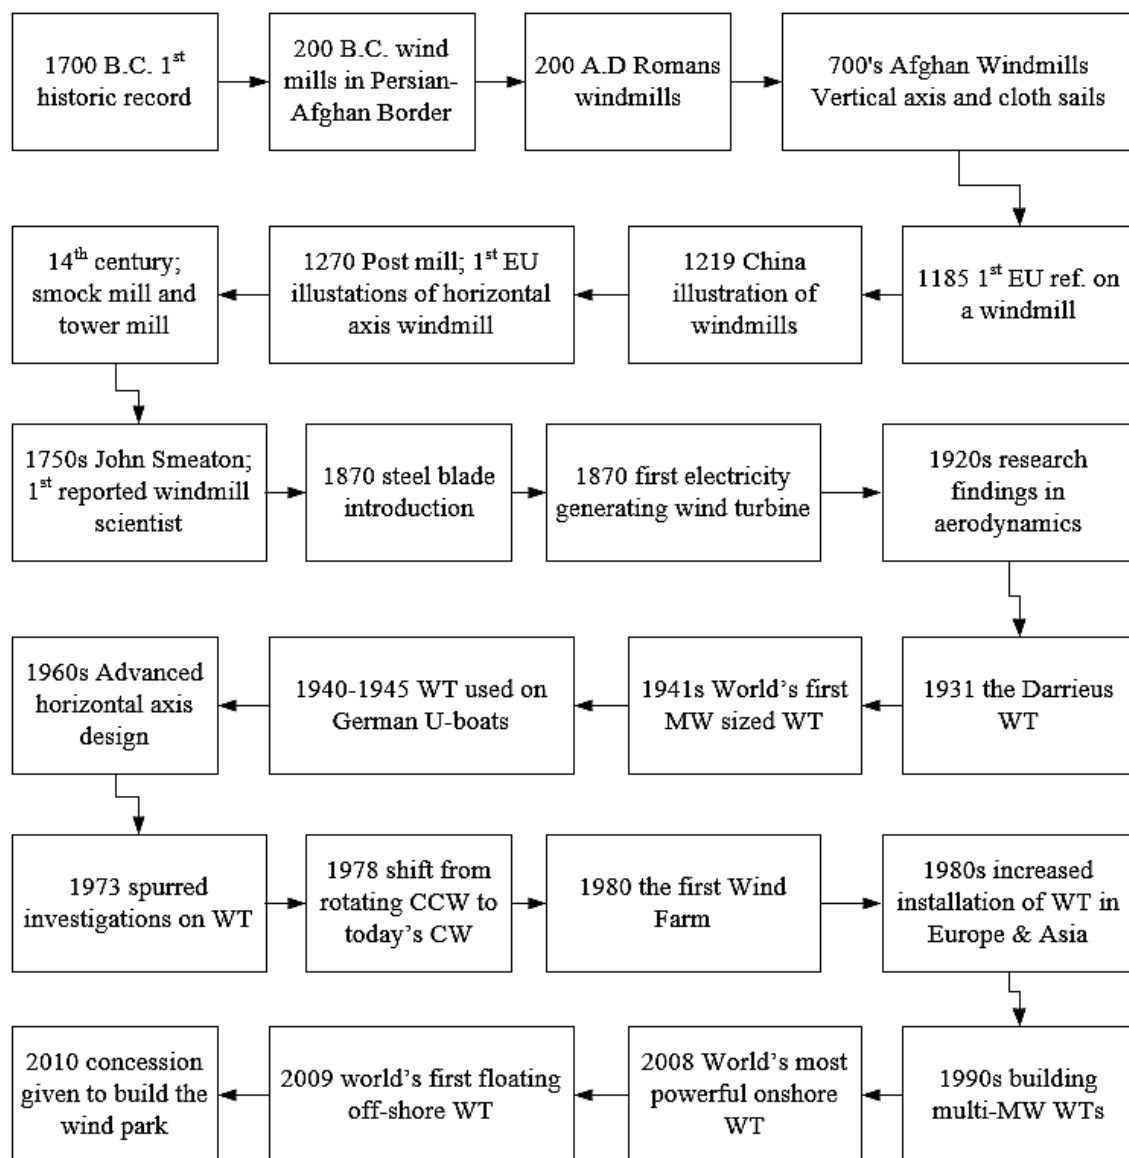 1700 B.C. 1st
historic record
200 B.C. wind
mills in Persian-
Afghan Border
200 A.D Romans
windmills
700's Afghan Windmills
Vertical axis and cloth sails
1185 1st EU ref. on
a windmill
1219 China
illustration of
windmills
1270 Post mill; 1st EU
illustations of horizontal
axis windmill
14th century;
smock mill and
tower mill
1750s John Smeaton;
1st reported windmill
scientist
1870 steel blade
introduction
1870 first electricity
generating wind turbine
1920s research
findings in
aerodynamics
1931 the Darrieus
WT
1941s World's first
MW sized WT
1940-1945 WT used on
German U-boats
1960s Advanced
horizontal axis
design
1973 spurred
investigations on WT
1978 shift from
rotating CCW to
today's CW
1980 the first Wind
Farm
1980s increased
installation of WT in
Europe & Asia
1990s building
multi-MW WTs
2008 World's most
powerful onshore
WT
2009 world's first floating
off-shore WT
2010 concession
given to build the
wind park